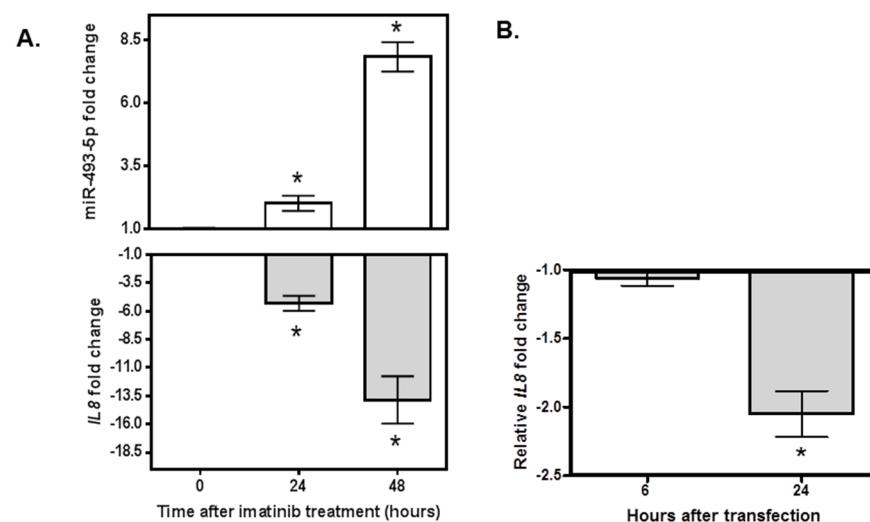 A.
miR-493-5p fold change
8.5
6.0
3.5
1.0
*
*
IL8 fold change
-1.0
-3.5
-6.0
-8.5
-11.0
-13.5
-16.0
-18.5
*
*
0 24 48
Time after imatinib treatment (hours)
B.
Relative IL8 fold change
-1.0
-1.5
-2.0
-2.5
*
6 24
Hours after transfection